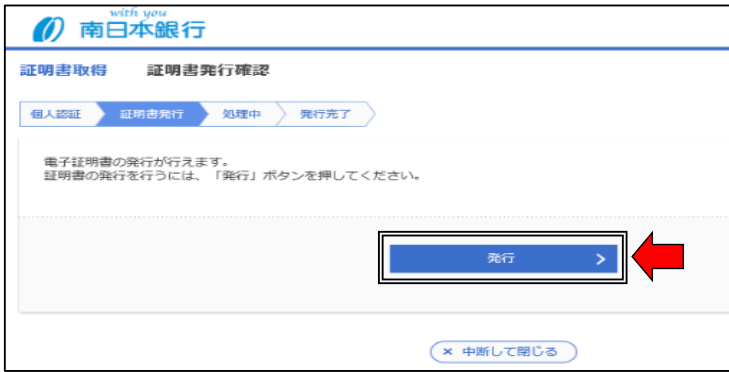 with you
南日本銀行
証明書取得 証明書発行確認
個人認証 証明書発行 処理中 発行完了
電子証明書の発行が行えます。
証明書の発行を行うには、「発行」ボタンを押してください。
発行
× 中断して閉じる